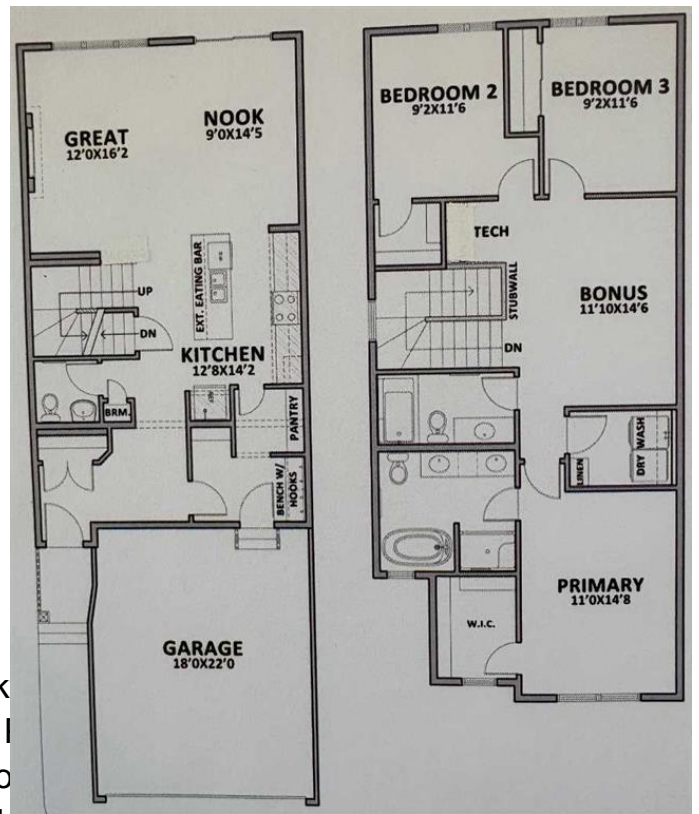 GREAT
12'0X16'2
NOOK
9'0X14'5
EXT. EATING BAR
UP
DN
KITCHEN
12'8X14'2
BRM.
PANTRY
BENCH W/
HOOKS
GARAGE
18'0X22'0
BEDROOM 2
9'2X11'6
BEDROOM 3
9'2X11'6
TECH
STUBWALL
BONUS
11'10X14'6
DN
LINEN
DRY WASH
PRIMARY
11'0X14'8
W.I.C.
k